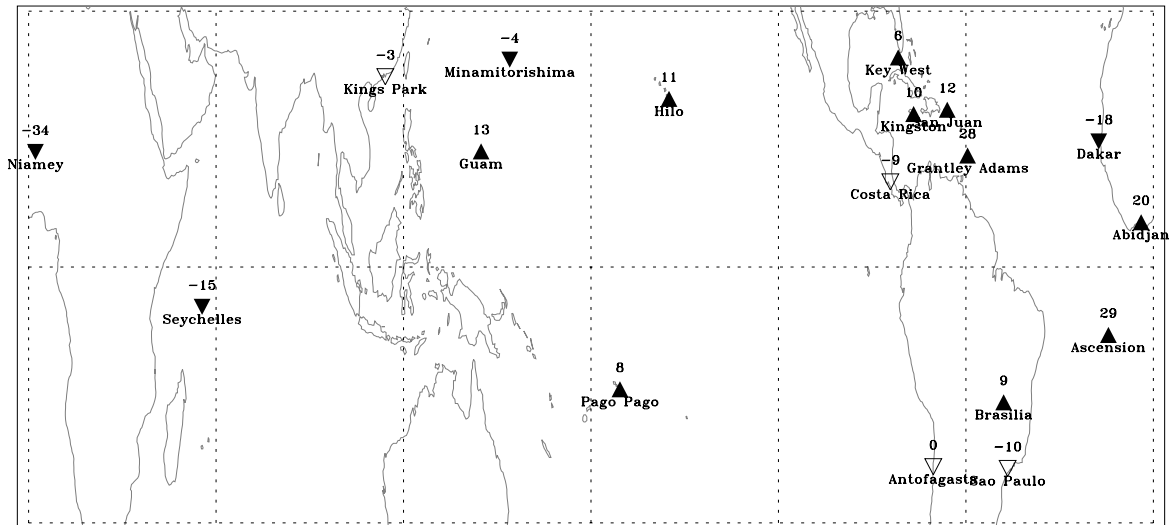 6
-4
Key West
-3
Minamitorishima
Kings Park
11
Hilo
10
12
Kingston
San Juan
-34
Niamey
13
Guam
28
Grantley Adams
-18
Dakar
-9
Costa Rica
20
Abidjan
-15
Seychelles
29
Ascension
8
Pago Pago
9
Brasilia
0
Antofagasta
-10
Sao Paulo